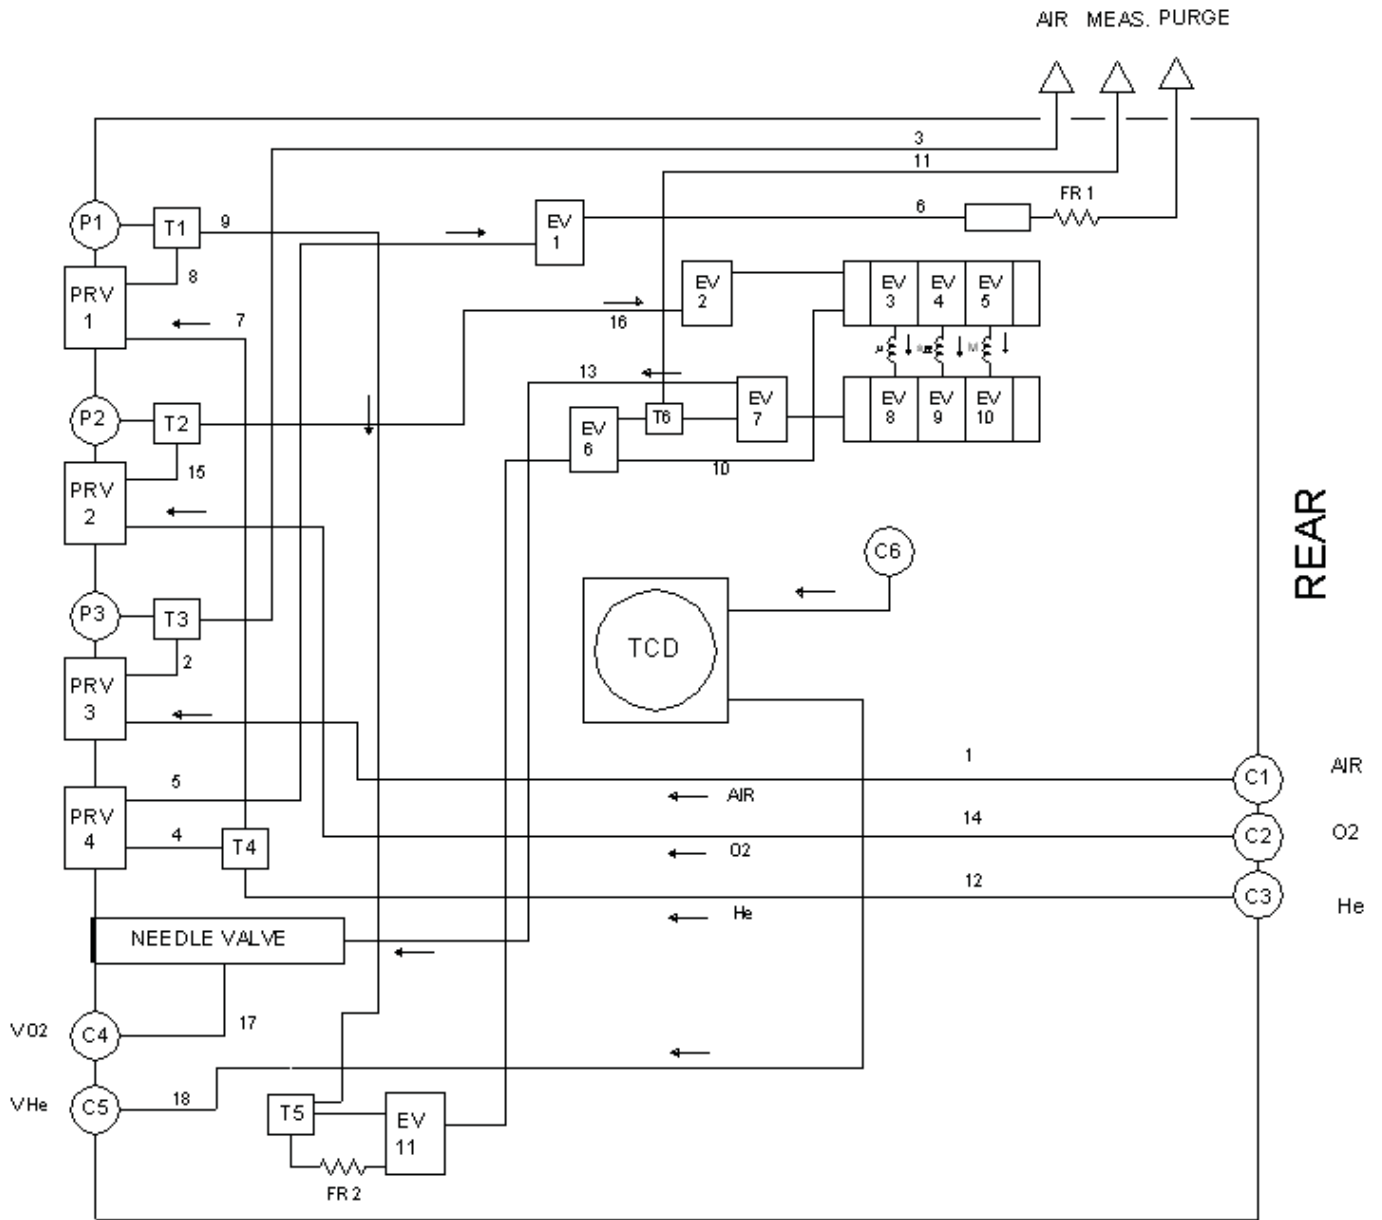 AIR MEAS. PURGE
3
11
FR 1
P1
T1
9
EV
1
6
8
PRV
1
7
EV
2
16
EV
3
EV
4
EV
5
M
13
P2
T2
EV
6
T6
EV
7
EV
8
EV
9
EV
10
10
15
PRV
2
REAR
C6
P3
T3
TCD
2
PRV
3
1
C1
AIR
5
AIR
PRV
4
4
T4
14
C2
O2
O2
12
C3
He
He
NEEDLE VALVE
VO2
C4
17
VHe
C5
18
T5
EV
11
FR 2